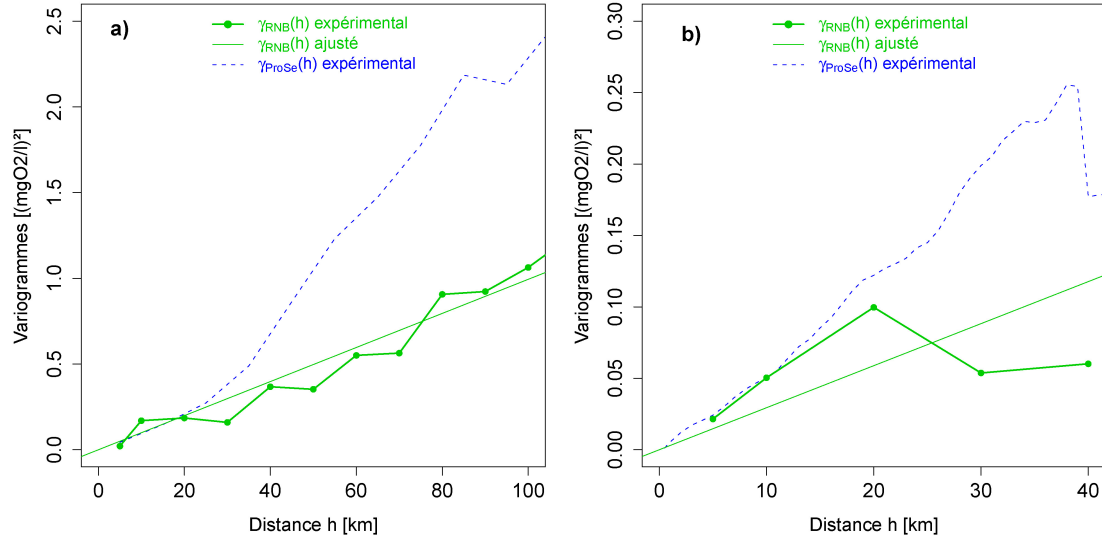 a)
γRNB(h) expérimental
γRNB(h) ajusté
γProSe(h) expérimental
Variogrammes [(mgO2/l)²]
2.5
2.0
1.5
1.0
0.5
0.0
0 20 40 60 80 100
Distance h [km]
b)
γRNB(h) expérimental
γRNB(h) ajusté
γProSe(h) expérimental
Variogrammes [(mgO2/l)²]
0.30
0.25
0.20
0.15
0.10
0.05
0.00
0 10 20 30 40
Distance h [km]